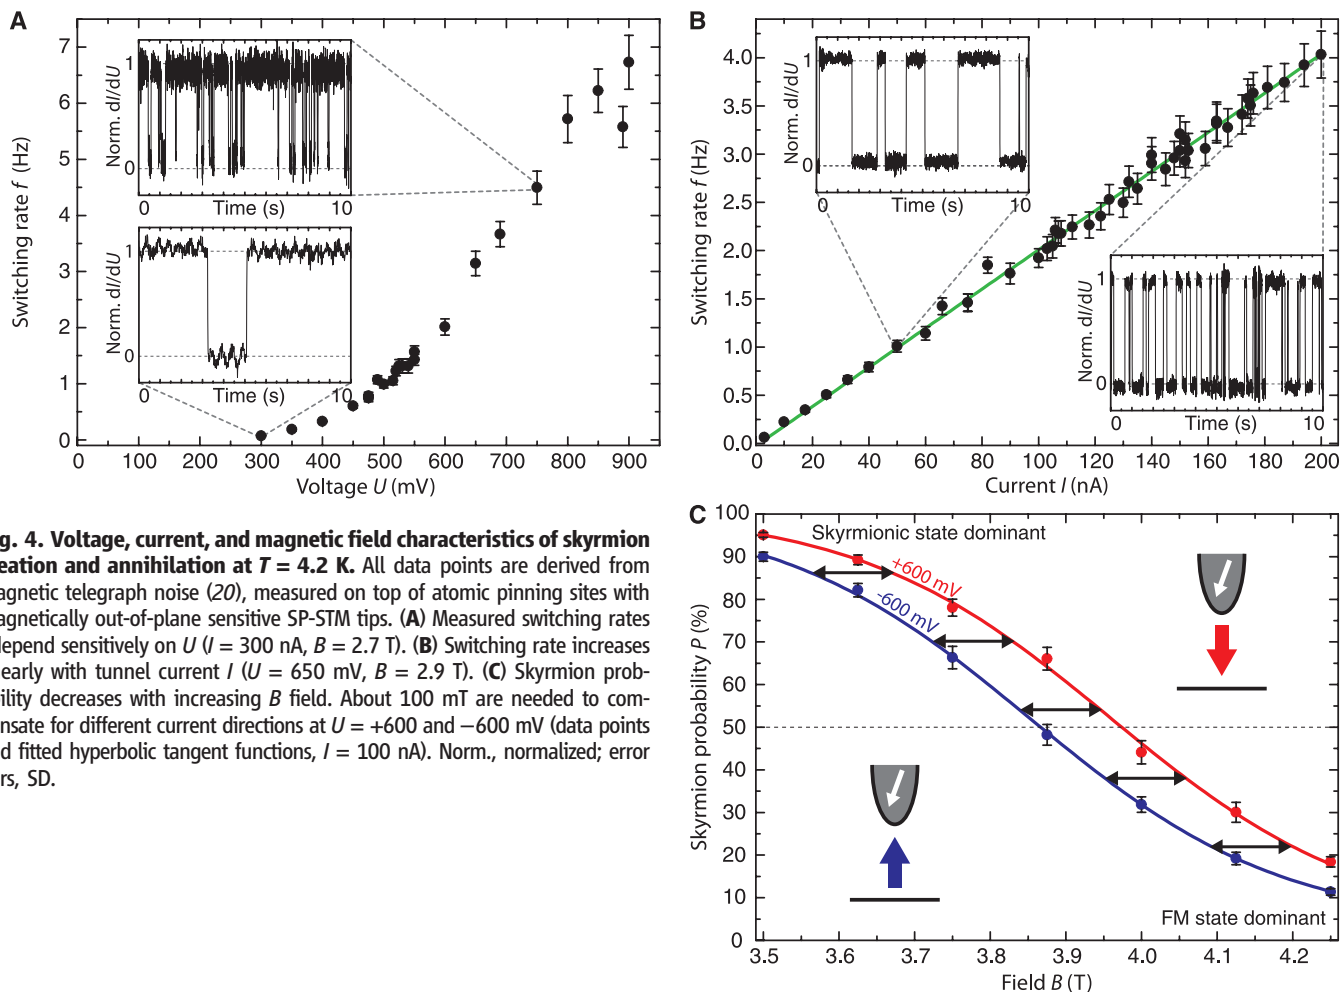 A
7
6
5
4
3
2
1
0
Switching rate f (Hz)
0
100
200
300
400
500
600
700
800
900
Voltage U (mV)
1
0
Norm. dI/dU
0
Time (s)
10
1
0
Norm. dI/dU
0
Time (s)
10
B
4.0
3.5
3.0
2.5
2.0
1.5
1.0
0.5
0.0
Switching rate f (Hz)
0
20
40
60
80
100
120
140
160
180
200
Current I (nA)
1
0
Norm. dI/dU
0
Time (s)
10
1
0
Norm. dI/dU
0
Time (s)
10
ig. 4. Voltage, current, and magnetic field characteristics of skyrmion
eation and annihilation at T = 4.2 K. All data points are derived from
agnetic telegraph noise (20), measured on top of atomic pinning sites with
agnetically out-of-plane sensitive SP-STM tips. (A) Measured switching rates
depend sensitively on U (I = 300 nA, B = 2.7 T). (B) Switching rate increases
early with tunnel current I (U = 650 mV, B = 2.9 T). (C) Skyrmion prob-
bility decreases with increasing B field. About 100 mT are needed to com-
ensate for different current directions at U = +600 and −600 mV (data points
d fitted hyperbolic tangent functions, I = 100 nA). Norm., normalized; error
rs, SD.
C
100
90
80
70
60
50
40
30
20
10
0
Skyrmion probability P (%)
3.5
3.6
3.7
3.8
3.9
4.0
4.1
4.2
Field B (T)
Skyrmionic state dominant
+600 mV
-600 mV
FM state dominant